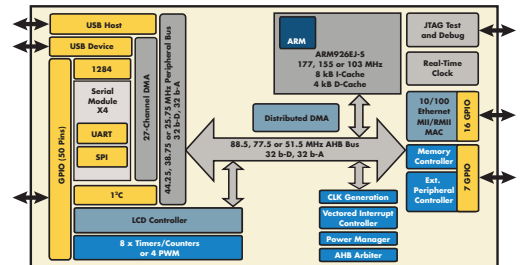 USB Host
USB Device
GPIO (50 Pins)
1284
Serial
Module
X4
UART
SPI
I²C
27-Channel DMA
44.25, 38.75 or 25.75 MHz Peripheral Bus
32 b-D, 32 b-A
LCD Controller
8 x Timers/Counters
or 4 PWM
ARM
ARM926EJ-S
177, 155 or 103 MHz
8 kB I-Cache
4 kB D-Cache
Distributed DMA
88.5, 77.5 or 51.5 MHz AHB Bus
32 b-D, 32 b-A
CLK Generation
Vectored Interrupt
Controller
Power Manager
AHB Arbiter
JTAG Test
and Debug
Real-Time
Clock
10/100
Ethernet
MII/RMII
MAC
16 GPIO
Memory
Controller
Ext.
Peripheral
Controller
7 GPIO